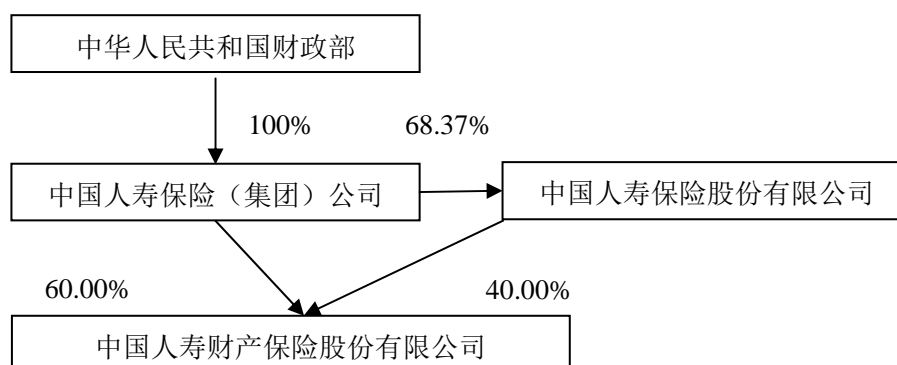 中华人民共和国财政部
100%
68.37%
中国人寿保险（集团）公司
中国人寿保险股份有限公司
60.00%
40.00%
中国人寿财产保险股份有限公司